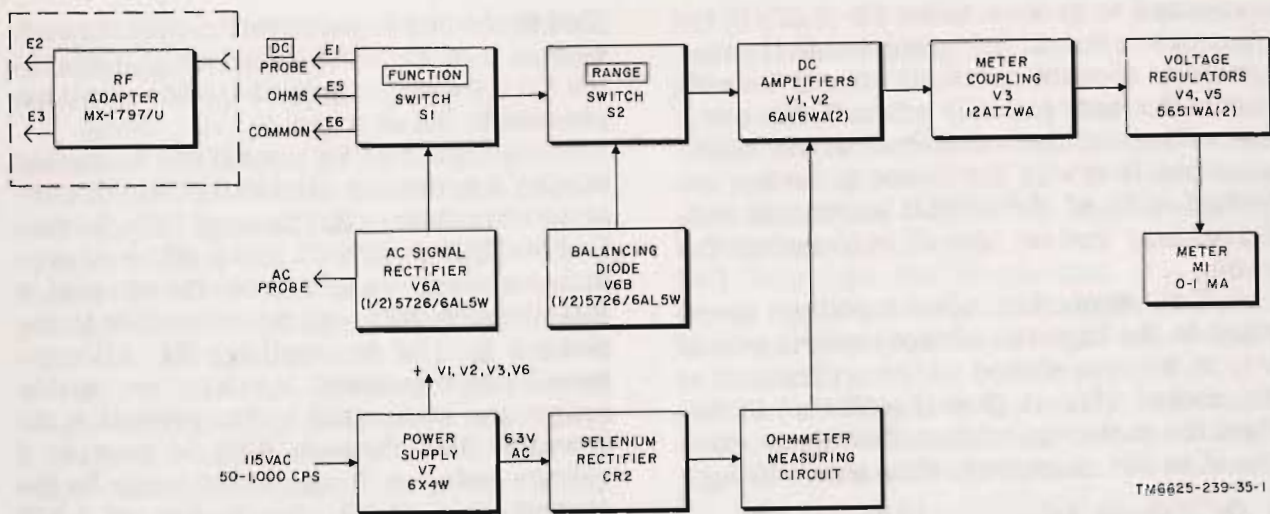 E2
RF
ADAPTER
MX-1797/U
E3
DC
PROBE
E1
OHMS
E5
COMMON
E6
FUNCTION
SWITCH
S1
RANGE
SWITCH
S2
DC
AMPLIFIERS
V1, V2
6AU6WA(2)
METER
COUPLING
V3
12AT7WA
VOLTAGE
REGULATORS
V4, V5
5651WA(2)
AC
PROBE
AC SIGNAL
RECTIFIER
V6A
(1/2)5726/6AL5W
BALANCING
DIODE
V6B
(1/2)5726/6AL5W
METER
M1
0-1 MA
+ V1, V2, V3, V6
115VAC
50-1,000 CPS
POWER
SUPPLY
V7
6X4W
6.3V
AC
SELENIUM
RECTIFIER
CR2
OHMMETER
MEASURING
CIRCUIT
TM6625-239-35-1